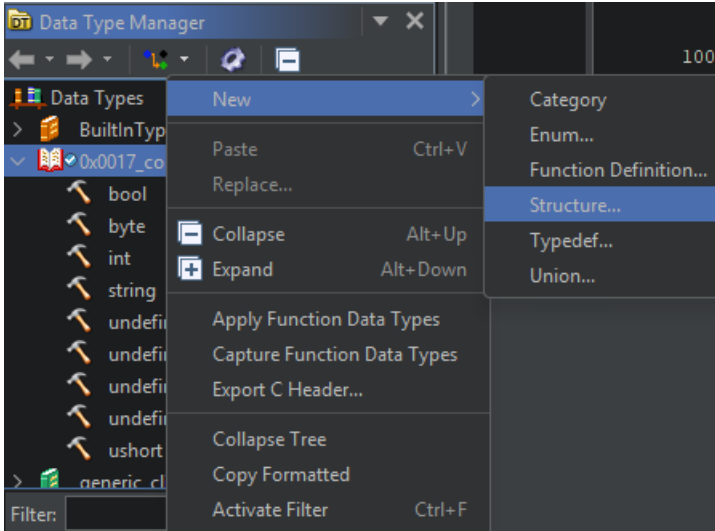 DT Data Type Manager
100
Data Types
BuiltInTyp
0x0017_co
bool
byte
int
string
undefi
undefi
undefi
undefi
ushort
generic_cl
Filter:
New
Paste Ctrl+V
Replace...
Collapse Alt+Up
Expand Alt+Down
Apply Function Data Types
Capture Function Data Types
Export C Header...
Collapse Tree
Copy Formatted
Activate Filter Ctrl+F
Category
Enum...
Function Definition...
Structure...
Typedef...
Union...